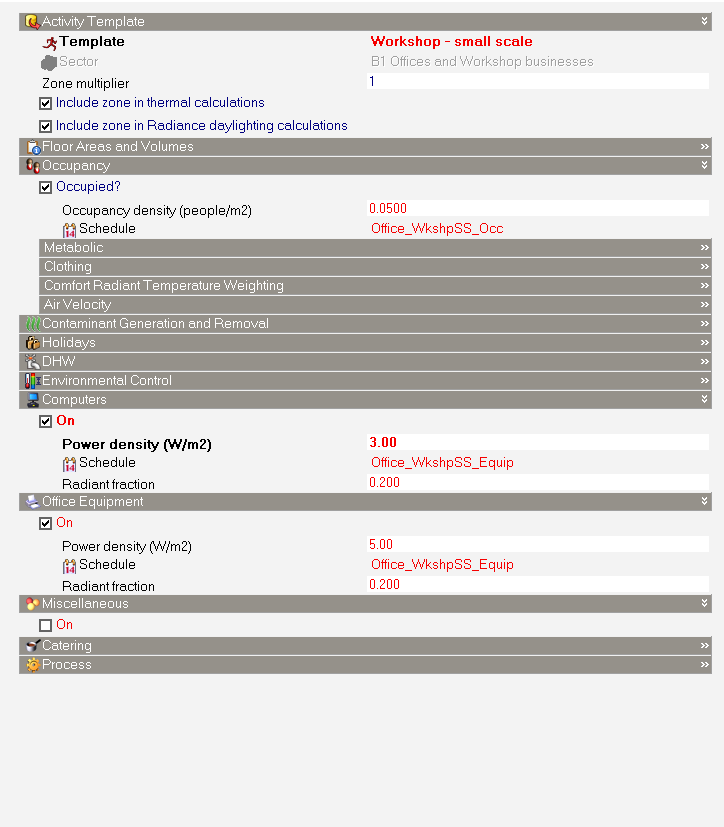 Activity Template
Template Workshop - small scale
Sector B1 Offices and Workshop businesses
Zone multiplier 1
Include zone in thermal calculations
Include zone in Radiance daylighting calculations
Floor Areas and Volumes
Occupancy
Occupied?
Occupancy density (people/m2) 0.0500
14 Schedule Office_WkshpSS_Occ
Metabolic
Clothing
Comfort Radiant Temperature Weighting
Air Velocity
Contaminant Generation and Removal
Holidays
DHW
Environmental Control
Computers
On
Power density (W/m2) 3.00
14 Schedule Office_WkshpSS_Equip
Radiant fraction 0.200
Office Equipment
On
Power density (W/m2) 5.00
14 Schedule Office_WkshpSS_Equip
Radiant fraction 0.200
Miscellaneous
On
Catering
Process